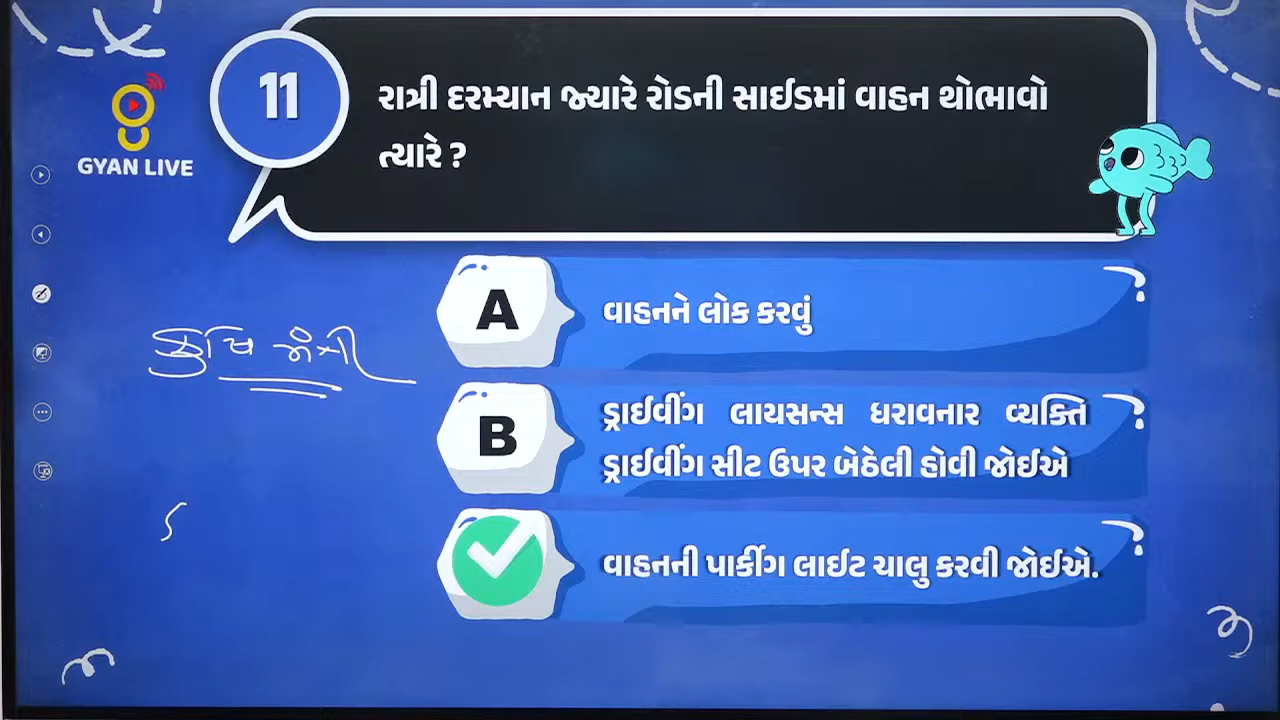 11
રાત્રી દરમ્યાન જ્યારે રોડની સાઈડમાં વાહન થોભાવો
ત્યારે ?
GYAN LIVE
A
વાહનને લોક કરવું
B
ડ્રાઈવીંગ લાયસન્સ ધરાવનાર વ્યક્તિ
ડ્રાઈવીંગ સીટ ઉપર બેઠેલી હોવી જોઈએ
વાહનની પાર્કીગ લાઈટ ચાલુ કરવી જોઈએ.